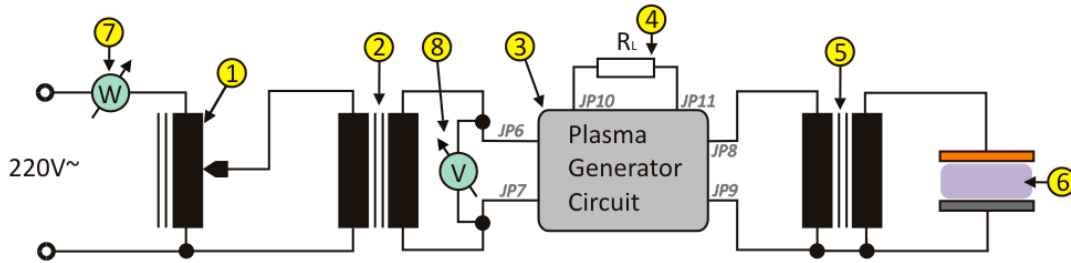 7
W
1
220V~
2
8
V
3
JP6
JP7
4
RL
JP10
JP11
Plasma
Generator
Circuit
JP8
JP9
5
6